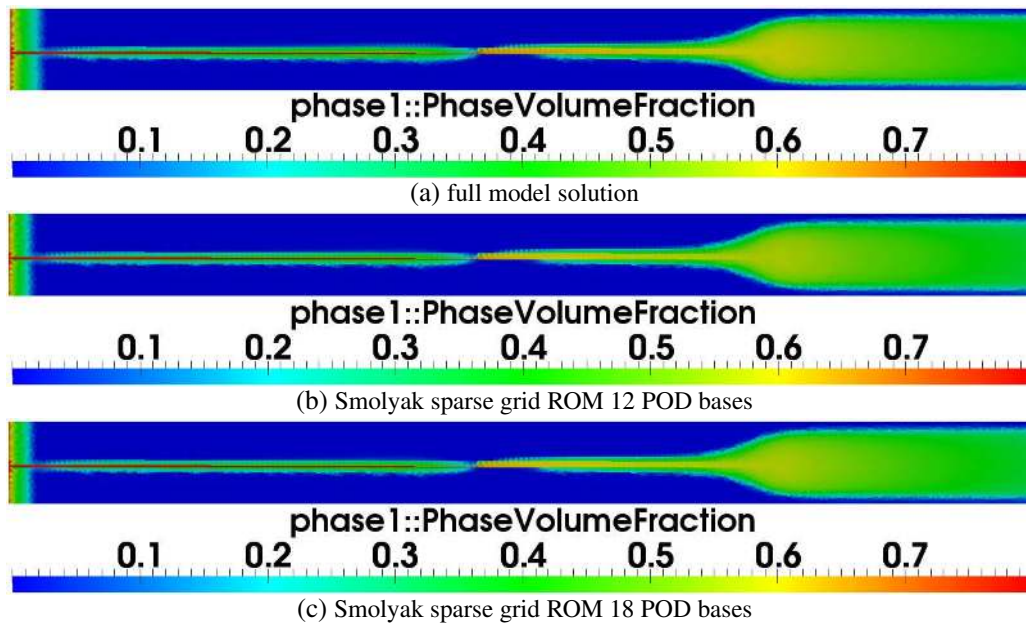 phase1::PhaseVolumeFraction
0.1 0.2 0.3 0.4 0.5 0.6 0.7
(a) full model solution
phase1::PhaseVolumeFraction
0.1 0.2 0.3 0.4 0.5 0.6 0.7
(b) Smolyak sparse grid ROM 12 POD bases
phase1::PhaseVolumeFraction
0.1 0.2 0.3 0.4 0.5 0.6 0.7
(c) Smolyak sparse grid ROM 18 POD bases